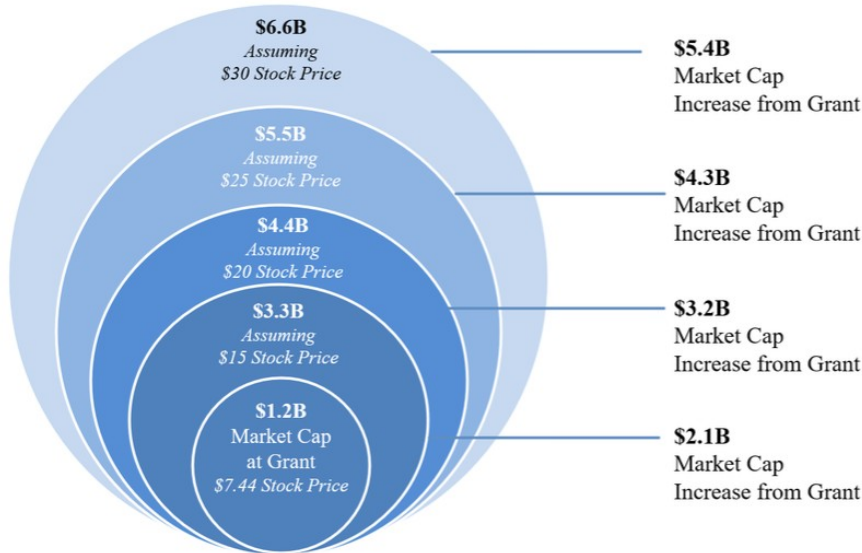 $6.6B
Assuming
$30 Stock Price
$5.4B
Market Cap
Increase from Grant
$5.5B
Assuming
$25 Stock Price
$4.3B
Market Cap
Increase from Grant
$4.4B
Assuming
$20 Stock Price
$3.2B
Market Cap
Increase from Grant
$3.3B
Assuming
$15 Stock Price
$1.2B
Market Cap
at Grant
$7.44 Stock Price
$2.1B
Market Cap
Increase from Grant